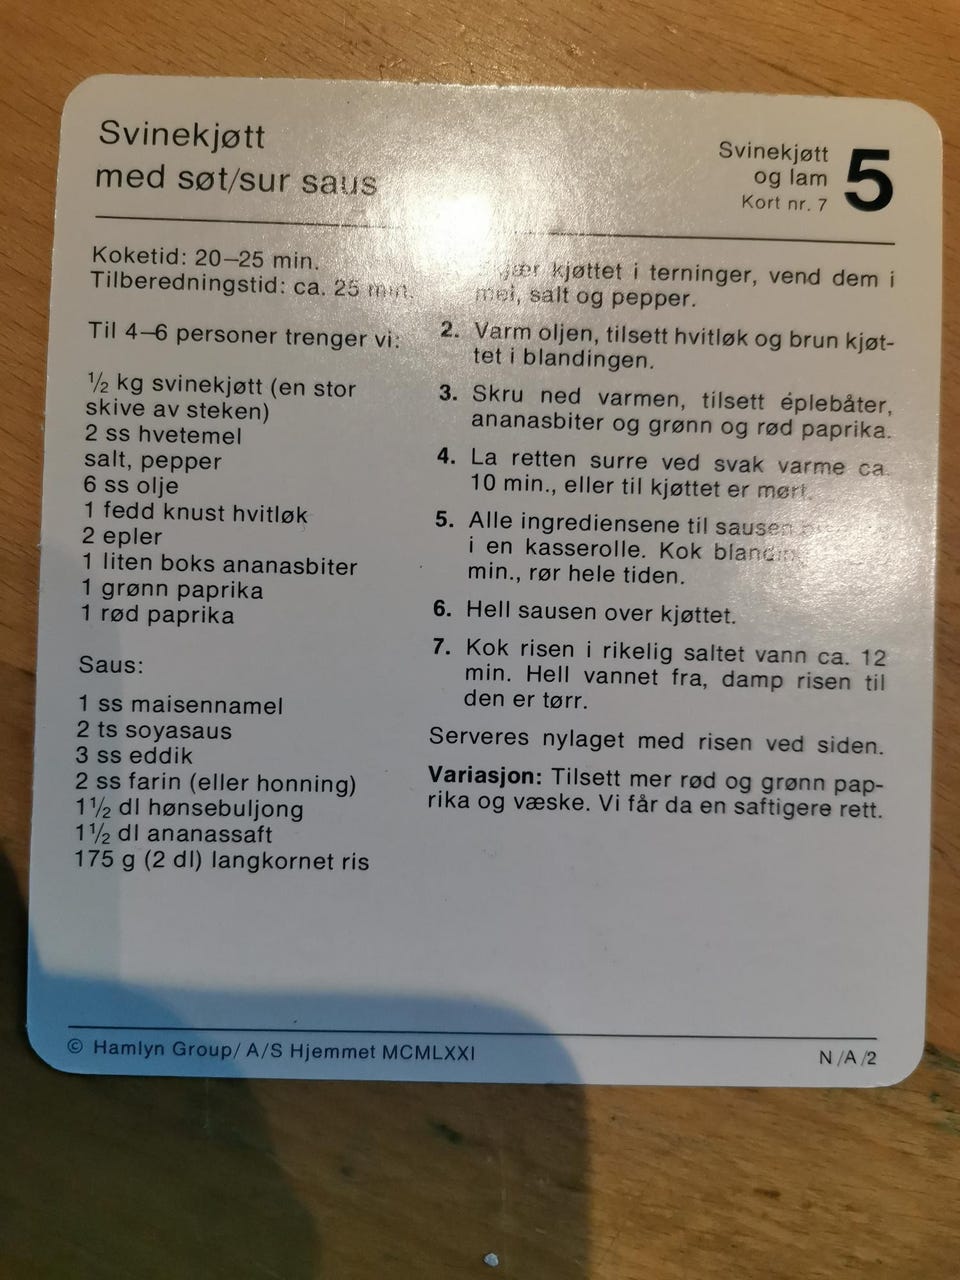 Svinekjøtt
med søt/sur saus
Svinekjøtt
og lam
Kort nr. 7
5
Koketid: 20–25 min.
Tilberedningstid: ca. 25 min.
Til 4–6 personer trenger vi:
½ kg svinekjøtt (en stor
skive av steken)
2 ss hvetemel
salt, pepper
6 ss olje
1 fedd knust hvitløk
2 epler
1 liten boks ananasbiter
1 grønn paprika
1 rød paprika
Saus:
1 ss maisennamel
2 ts soyasaus
3 ss eddik
2 ss farin (eller honning)
1½ dl hønsebuljong
1½ dl ananassaft
175 g (2 dl) langkornet ris
kjøttet i terninger, vend dem i
mel, salt og pepper.
2. Varm oljen, tilsett hvitløk og brun kjøt-
tet i blandingen.
3. Skru ned varmen, tilsett eplebåter,
ananasbiter og grønn og rød paprika.
4. La retten surre ved svak varme ca.
10 min., eller til kjøttet er mørt.
5. Alle ingrediensene til sausen
i en kasserolle. Kok
min., rør hele tiden.
6. Hell sausen over kjøttet.
7. Kok risen i rikelig saltet vann ca. 12
min. Hell vannet fra, damp risen til
den er tørr.
Serveres nylaget med risen ved siden.
Variasjon: Tilsett mer rød og grønn pap-
rika og væske. Vi får da en saftigere rett.
© Hamlyn Group/ A/S Hjemmet MCMLXXI
N/A/2